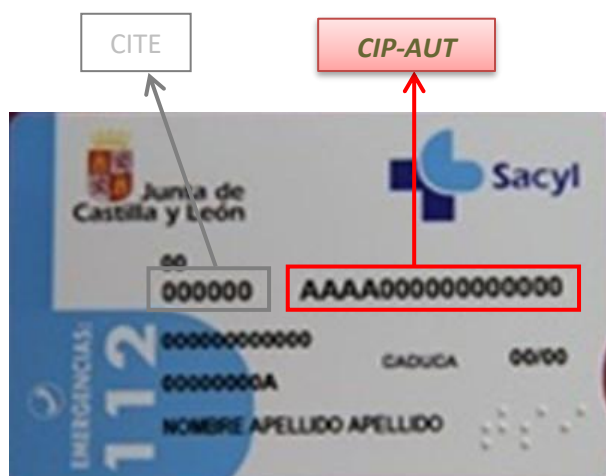 CITE
CIP-AUT
Junta de
Castilla y León
Sacyl
00
000000 AAAA000000000000
000000000000
CADUCA 00/00
00000000A
NOMBRE APELLIDO APELLIDO
EMERGENCIAS:
112